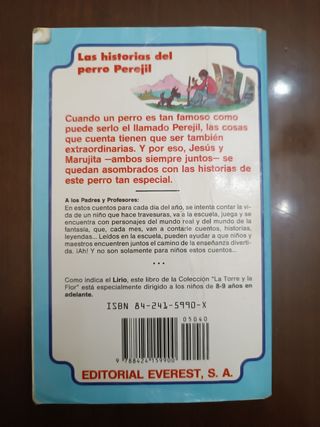 Las historias del
perro Perejil
Cuando un perro es tan famoso como
puede serlo el llamado Perejil, las cosas
que cuenta tienen que ser también
extraordinarias. Y por eso, Jesús y
Marujita —ambos siempre juntos— se
quedan asombrados con las historias de
este perro tan especial.
A los Padres y Profesores:
En estos cuentos para cada día del año, se intenta contar la vi-
da de un niño que hace travesuras, va a la escuela, juega y se
encuentra con personajes del mundo real y del mundo de la
fantasía, que, cada mes, van a contarle cuentos, historias,
leyendas... Leídos en la escuela, pueden ayudar a que niños y
maestros encuentren juntos el camino de la enseñanza diverti-
da. ¡Ah! Y no son solamente para niños estos cuentos...
• • •
Como indica el Lirio, este libro de la Colección "La Torre y la
Flor" está especialmente dirigido a los niños de 8-9 años en
adelante.
ISBN 84-241-5990-X
05040
9 788424 159900
EDITORIAL EVEREST, S. A.